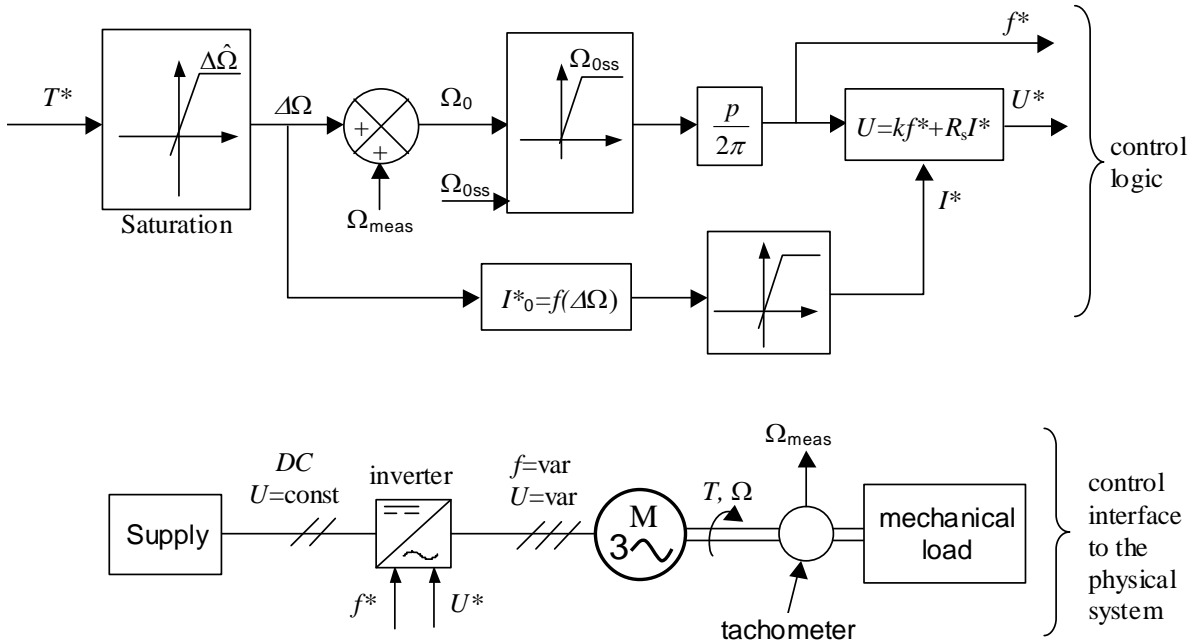 T*
ΔΩ̂
Saturation
ΔΩ
+
+
Ωmeas
Ω0
Ω0ss
Ω0ss
p
2π
f*
U=kf*+RsI*
U*
I*
I*0=f(ΔΩ)
control
logic
Supply
DC
U=const
inverter
f*
U*
f=var
U=var
M
3
T, Ω
Ωmeas
tachometer
mechanical
load
control
interface
to the
physical
system